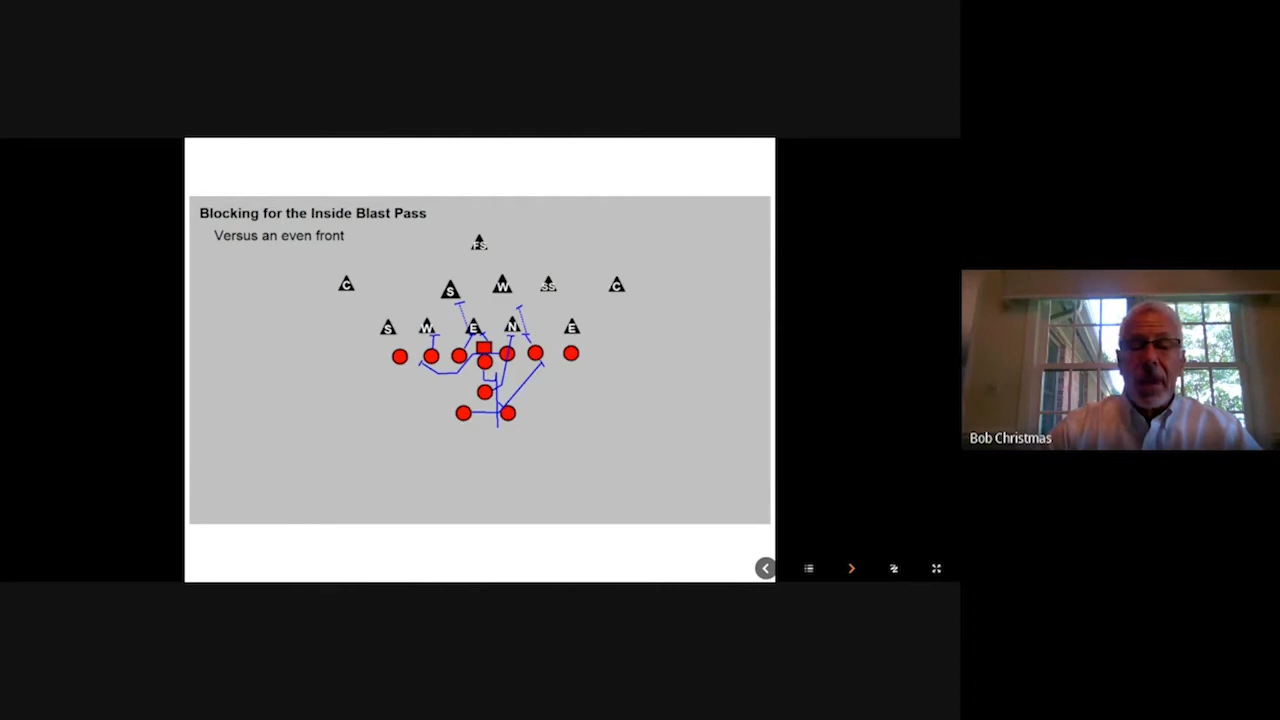 Blocking for the Inside Blast Pass
Versus an even front
FS
C S W SS C
S W E N E
Bob Christmas